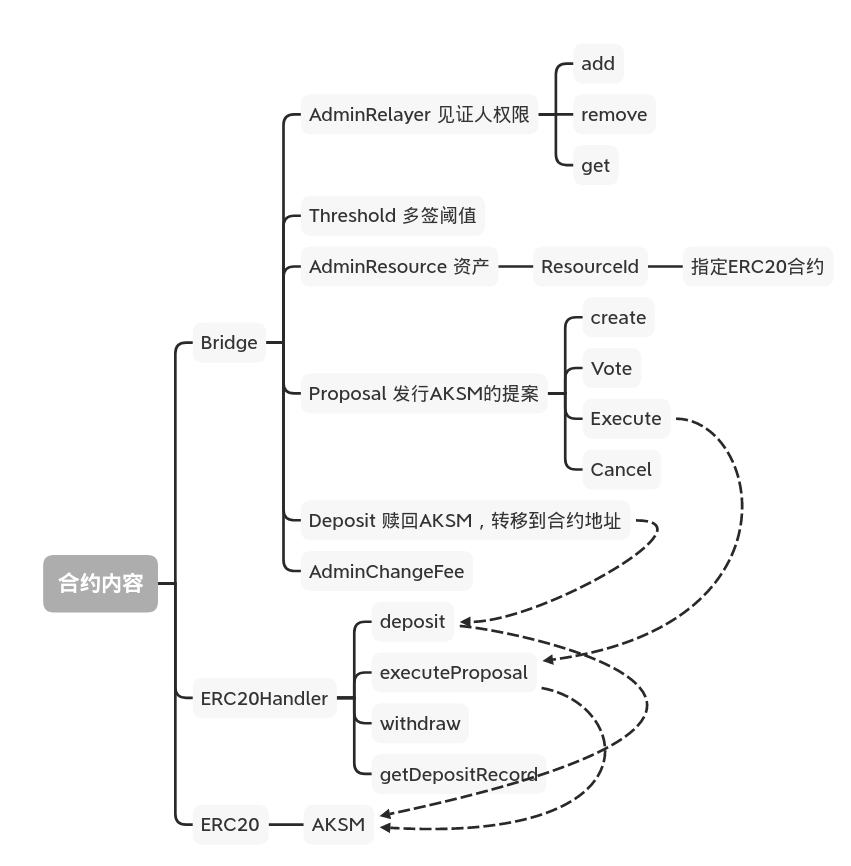 add
AdminRelayer 见证人权限
remove
get
Threshold 多签阈值
AdminResource 资产
ResourceId
指定ERC20合约
create
Bridge
Vote
Proposal 发行AKSM的提案
Execute
Cancel
Deposit 赎回AKSM，转移到合约地址
AdminChangeFee
合约内容
deposit
executeProposal
ERC20Handler
withdraw
getDepositRecord
ERC20
AKSM